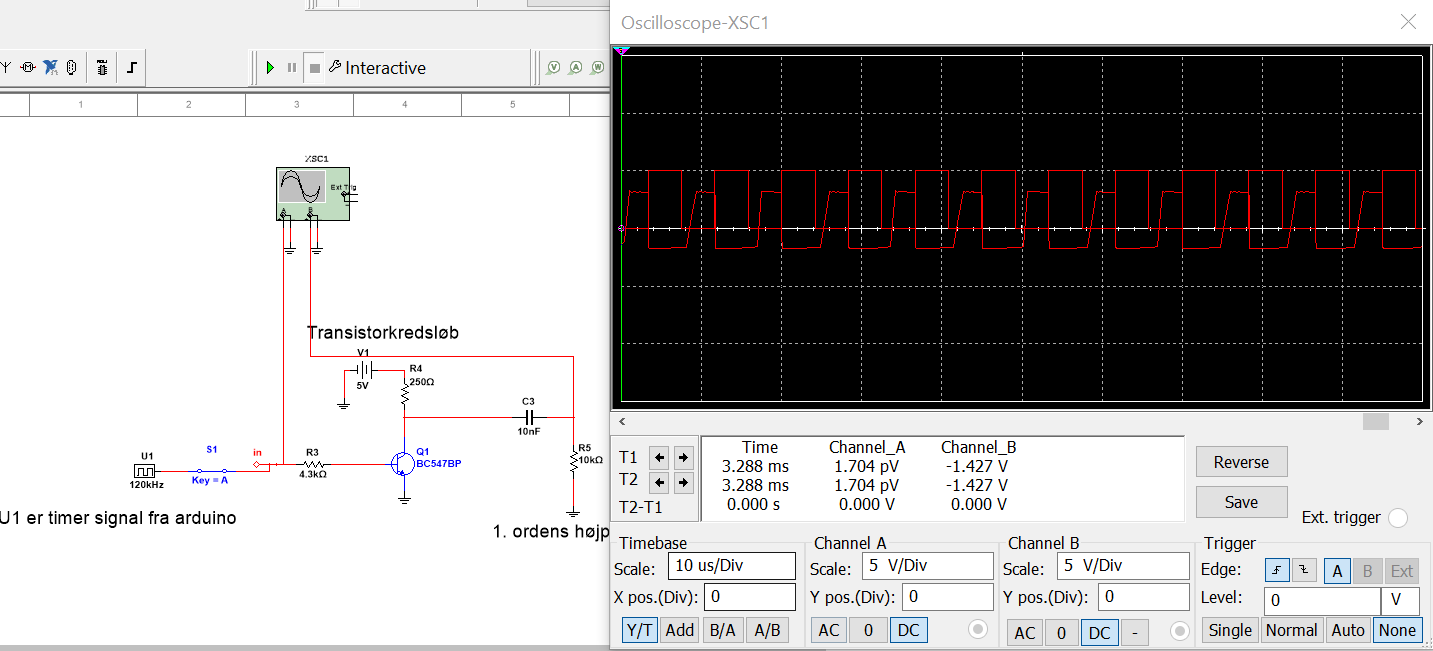 Oscilloscope-XSC1
Interactive
V A W
1 2 3 4 5
XSC1
Ext Trig
A B
Transistorkredsløb
V1
5V
R4
250Ω
C3
10nF
U1
120kHz
S1
Key = A
in
R3
4.3kΩ
Q1
BC547BP
R5
10kΩ
U1 er timer signal fra arduino
1. ordens højp
Time Channel_A Channel_B
T1 3.288 ms 1.704 pV -1.427 V
T2 3.288 ms 1.704 pV -1.427 V
T2-T1 0.000 s 0.000 V 0.000 V
Reverse
Save
Ext. trigger
Timebase
Scale: 10 us/Div
X pos.(Div): 0
Y/T Add B/A A/B
Channel A
Scale: 5 V/Div
Y pos.(Div): 0
AC 0 DC
Channel B
Scale: 5 V/Div
Y pos.(Div): 0
AC 0 DC -
Trigger
Edge: A B Ext
Level: 0 V
Single Normal Auto None